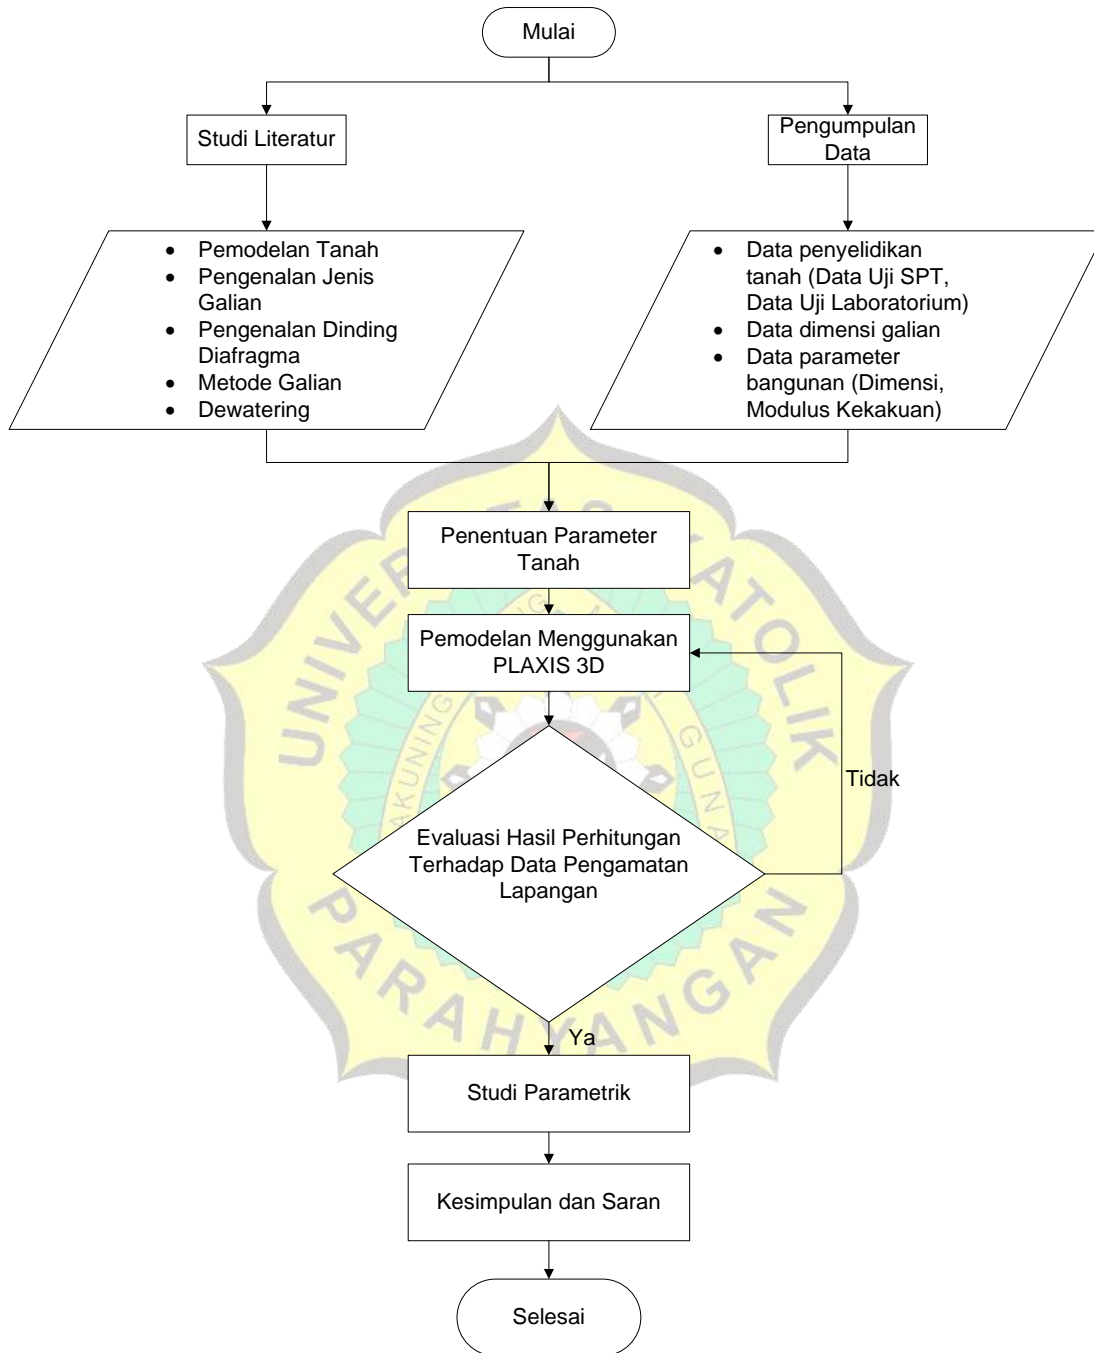 Mulai
Studi Literatur
Pengumpulan
Data
• Pemodelan Tanah
• Pengenalan Jenis
Galian
• Pengenalan Dinding
Diafragma
• Metode Galian
• Dewatering
• Data penyelidikan
tanah (Data Uji SPT,
Data Uji Laboratorium)
• Data dimensi galian
• Data parameter
bangunan (Dimensi,
Modulus Kekakuan)
Penentuan Parameter
Tanah
Pemodelan Menggunakan
PLAXIS 3D
Tidak
Evaluasi Hasil Perhitungan
Terhadap Data Pengamatan
Lapangan
Ya
Studi Parametrik
Kesimpulan dan Saran
Selesai
PARAHYANGAN